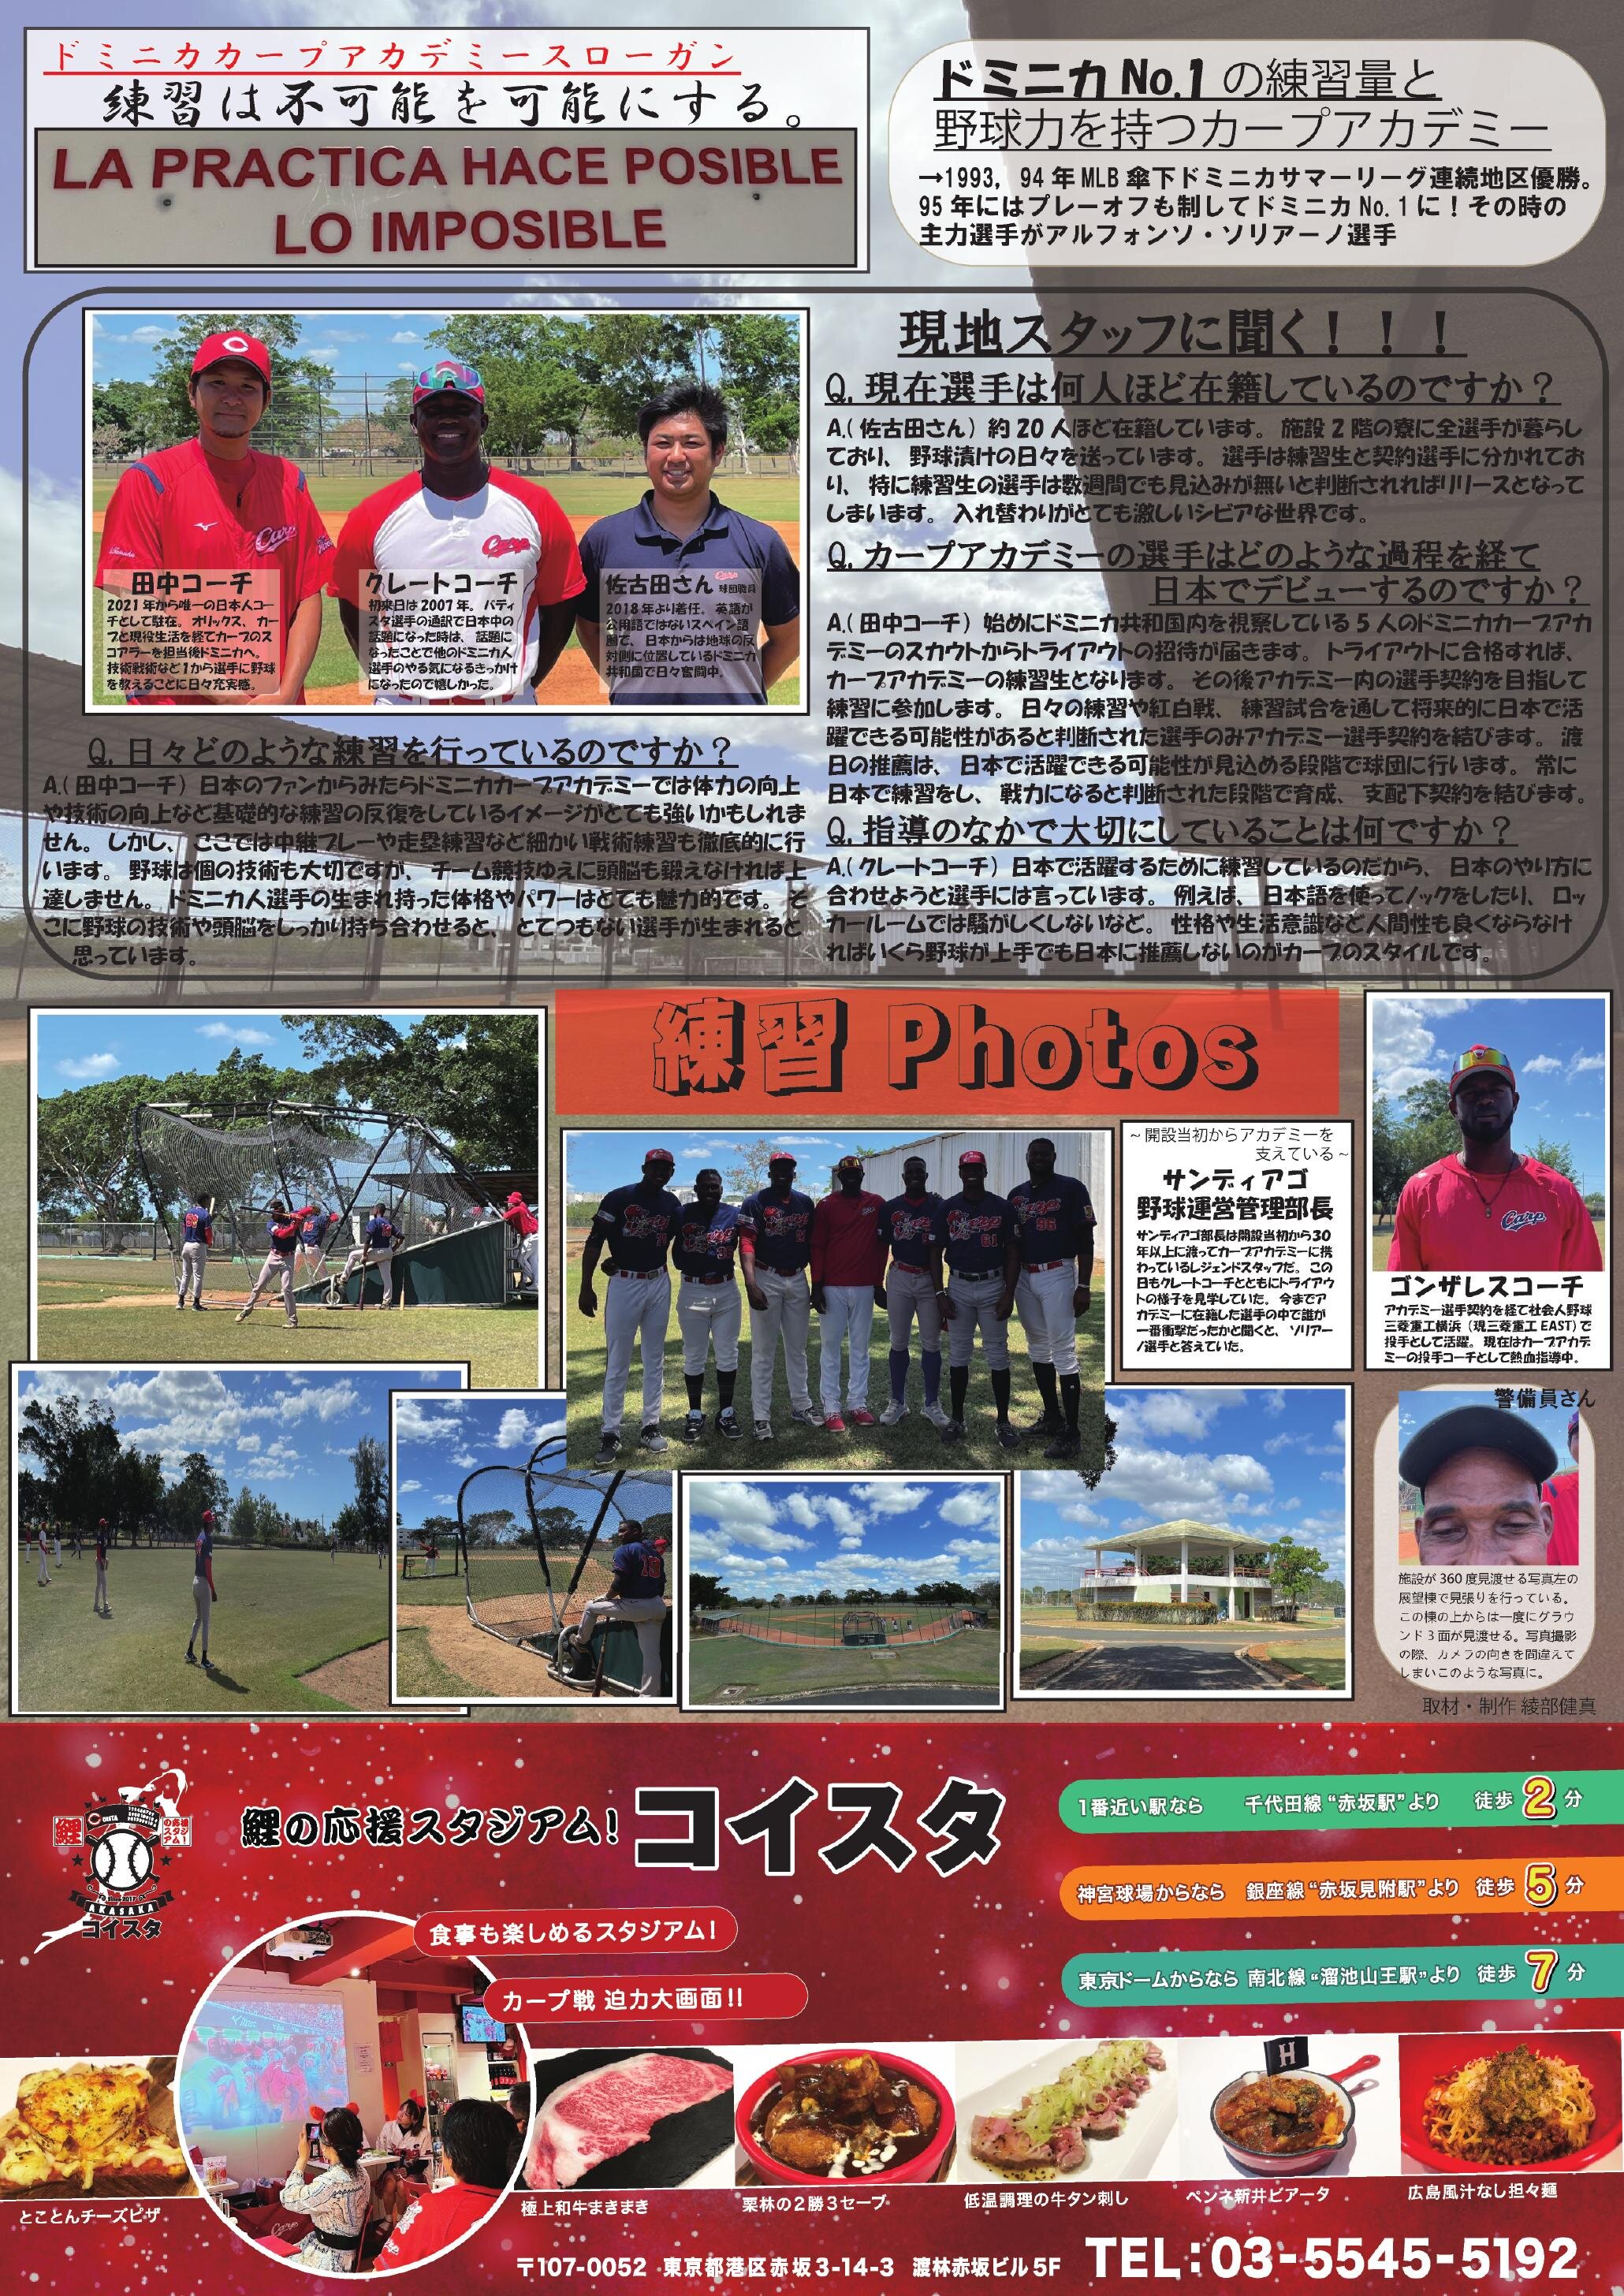 ドミニカカープアカデミースローガン
練習は不可能を可能にする。
LA PRACTICA HACE POSIBLE
LO IMPOSIBLE
ドミニカ No.1 の練習量と
野球力を持つカープアカデミー
→1993, 94年MLB傘下ドミニカサマーリーグ連続地区優勝。
95年にはプレーオフも制してドミニカNo.1に！その時の
主力選手がアルフォンソ・ソリアーノ選手
田中コーチ
2021年から唯一の日本人コー
チとして駐在。オリックス、カー
プと現役生活を経てカープのス
コアラーを担当後ドミニカへ。
技術戦術など1から選手に野球
を教えることに日々充実感。
クレートコーチ
初来日は2007年。バティ
スタ選手の通訳で日本中の
話題になった時は、話題に
なったことで他のドミニカ人
選手のやる気になるきっかけ
になったので嬉しかった。
佐古田さん 球団職員
2018年より着任。英語が
公用語ではないスペイン語
圏で、日本からは地球の反
対側に位置しているドミニカ
共和国で日々奮闘中。
Q. 日々どのような練習を行っているのですか？
A.(田中コーチ）日本のファンからみたらドミニカカープアカデミーでは体力の向上
や技術の向上など基礎的な練習の反復をしているイメージがとても強いかもしれま
せん。しかし、ここでは中継プレーや走塁練習など細かい戦術練習も徹底的に行
います。野球は個の技術も大切ですが、チーム競技ゆえに頭脳も鍛えなければ上
達しません。ドミニカ人選手の生まれ持った体格やパワーはとても魅力的です。そ
こに野球の技術や頭脳をしっかり持ち合わせると、とてつもない選手が生まれると
思っています。
現地スタッフに聞く！！！
Q. 現在選手は何人ほど在籍しているのですか？
A.(佐古田さん）約20人ほど在籍しています。施設2階の寮に全選手が暮らし
ており、野球漬けの日々を送っています。選手は練習生と契約選手に分かれてお
り、特に練習生の選手は数週間でも見込みが無いと判断されればリリースとなって
しまいます。入れ替わりがとても激しいシビアな世界です。
Q. カープアカデミーの選手はどのような過程を経て
日本でデビューするのですか？
A.(田中コーチ）始めにドミニカ共和国内を視察している5人のドミニカカープアカ
デミーのスカウトからトライアウトの招待が届きます。トライアウトに合格すれば、
カープアカデミーの練習生となります。その後アカデミー内の選手契約を目指して
練習に参加します。日々の練習や紅白戦、練習試合を通して将来的に日本で活
躍できる可能性があると判断された選手のみアカデミー選手契約を結びます。渡
日の推薦は、日本で活躍できる可能性が見込める段階で球団に行います。常に
日本で練習をし、戦力になると判断された段階で育成、支配下契約を結びます。
Q. 指導のなかで大切にしていることは何ですか？
A.(クレートコーチ）日本で活躍するために練習しているのだから、日本のやり方に
合わせようと選手には言っています。例えば、日本語を使ってノックをしたり、ロッ
カールームでは騒がしくしないなど。性格や生活意識など人間性も良くならなけ
ればいくら野球が上手でも日本に推薦しないのがカープのスタイルです。
練習 Photos
～開設当初からアカデミーを
支えている～
サンディアゴ
野球運営管理部長
サンディアゴ部長は開設当初から30
年以上に渡ってカープアカデミーに携
わっているレジェンドスタッフだ。この
日もクレートコーチとともにトライアウ
トの様子を見学していた。今までア
カデミーに在籍した選手の中で誰が
一番衝撃だったかと聞くと、ソリアー
ノ選手と答えていた。
Carp
ゴンザレスコーチ
アカデミー選手契約を経て社会人野球
三菱重工横浜（現三菱重工EAST)で
投手として活躍。現在はカープアカデ
ミーの投手コーチとして熱血指導中。
警備員さん
施設が360度見渡せる写真左の
展望棟で見張りを行っている。
この棟の上からは一度にグラウ
ンド3面が見渡せる。写真撮影
の際、カメラの向きを間違えて
しまいこのような写真に。
取材・制作 綾部健真
鯉の応援スタジアム！コイスタ
AKASAKA
コイスタ
1番近い駅なら 千代田線“赤坂駅”より 徒歩2分
神宮球場からなら 銀座線“赤坂見附駅”より 徒歩5分
東京ドームからなら 南北線“溜池山王駅”より 徒歩7分
食事も楽しめるスタジアム！
カープ戦 迫力大画面!!
とことんチーズピザ
極上和牛まきまき
栗林の2勝3セーブ
低温調理の牛タン刺し
ペンネ新井ビアータ
広島風汁なし担々麺
〒107-0052 東京都港区赤坂3-14-3 渡林赤坂ビル5F
TEL：03-5545-5192